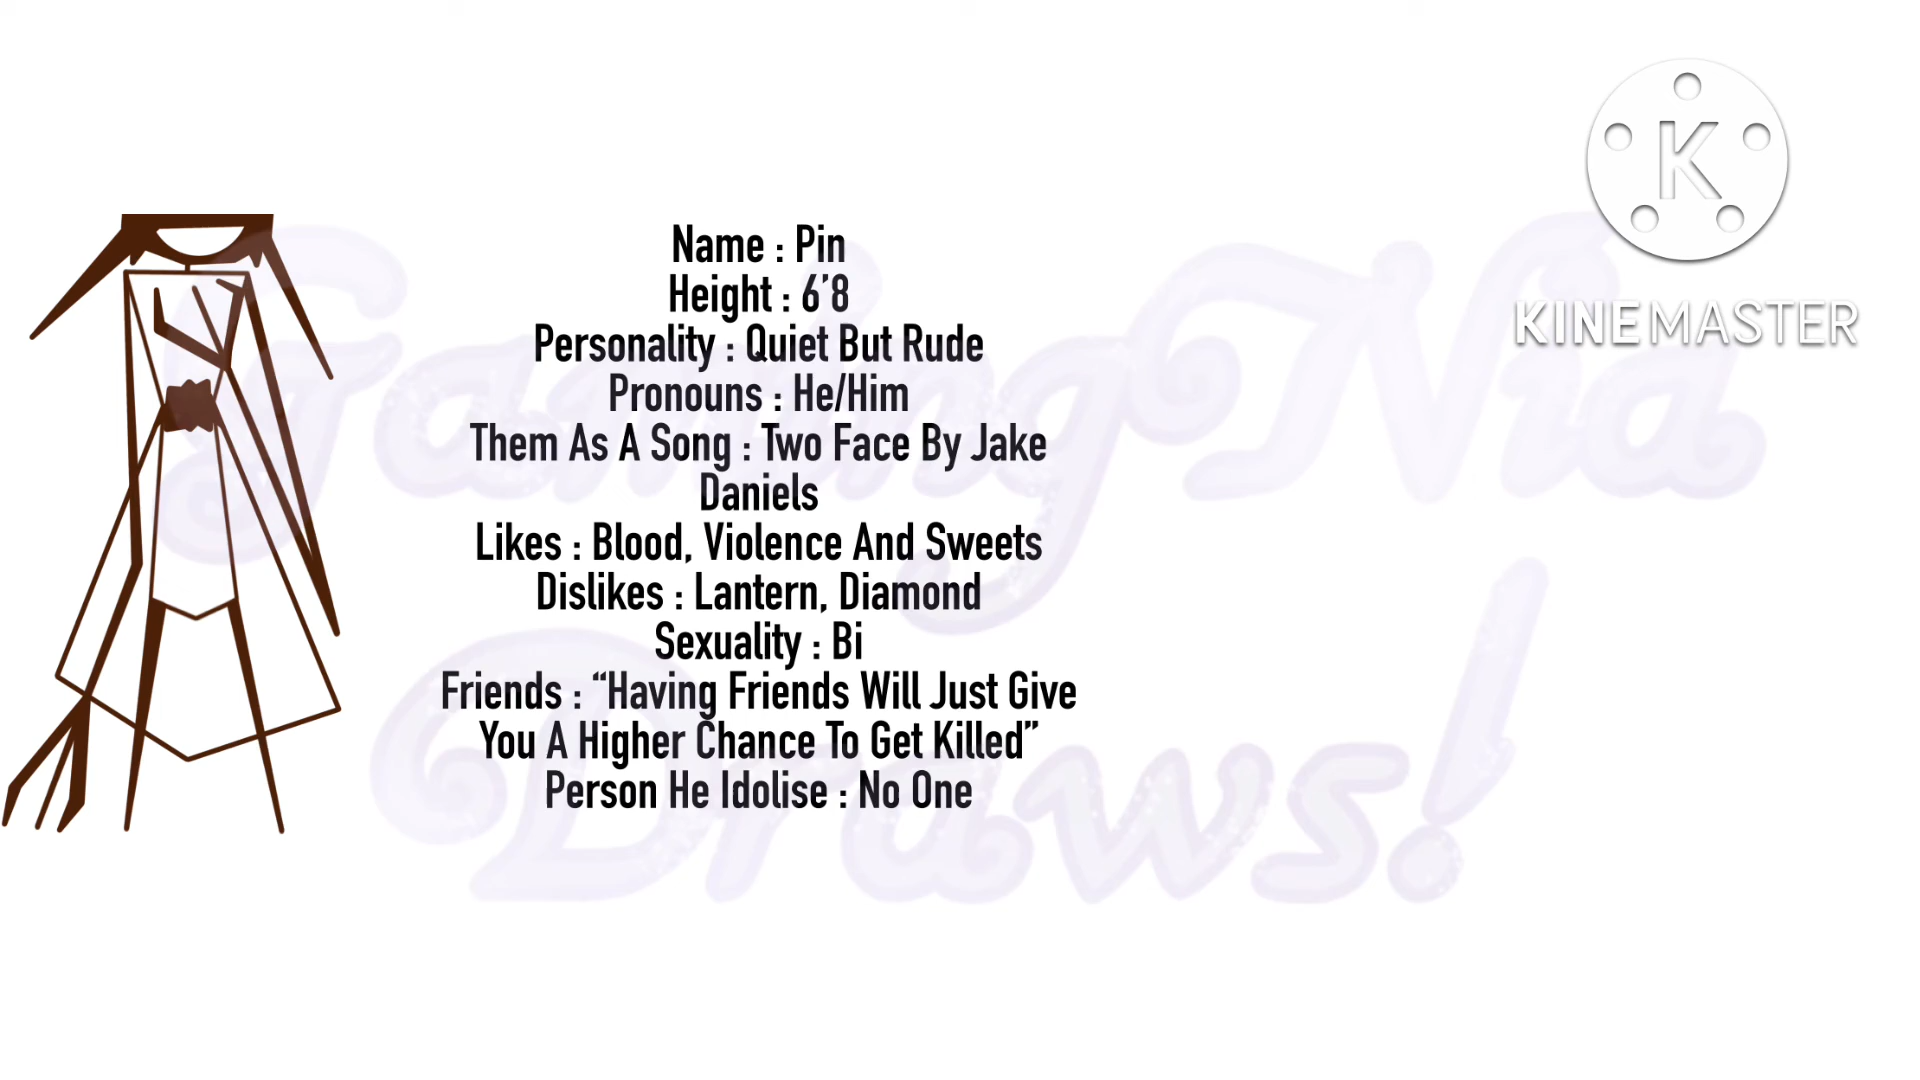 Name : Pin
Height : 6'8
Personality : Quiet But Rude
Pronouns : He/Him
Them As A Song : Two Face By Jake
Daniels
Likes : Blood, Violence And Sweets
Dislikes : Lantern, Diamond
Sexuality : Bi
Friends : “Having Friends Will Just Give
You A Higher Chance To Get Killed”
Person He Idolise : No One
K
KINEMASTER
GamingNia
Draws!